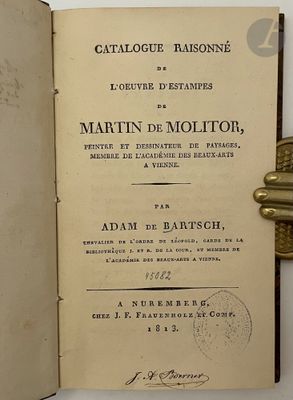 CATALOGUE RAISONNÉ
DE
L'OEUVRE D'ESTAMPES
DE
MARTIN DE MOLITOR,
PEINTRE ET DESSINATEUR DE PAYSAGES,
MEMBRE DE L'ACADÉMIE DES BEAUX-ARTS
A VIENNE.
PAR
ADAM DE BARTSCH,
CHEVALIER DE L'ORDRE DE LÉOPOLD, GARDE DE LA
BIBLIOTHÈQUE J. ET R. DE LA COUR, ET MEMBRE DE
L'ACADÉMIE DES BEAUX-ARTS A VIENNE.
45082
A NUREMBERG,
CHEZ J. F. FRAUENHOLZ ET COMP.
1813.
J. A. Boerner